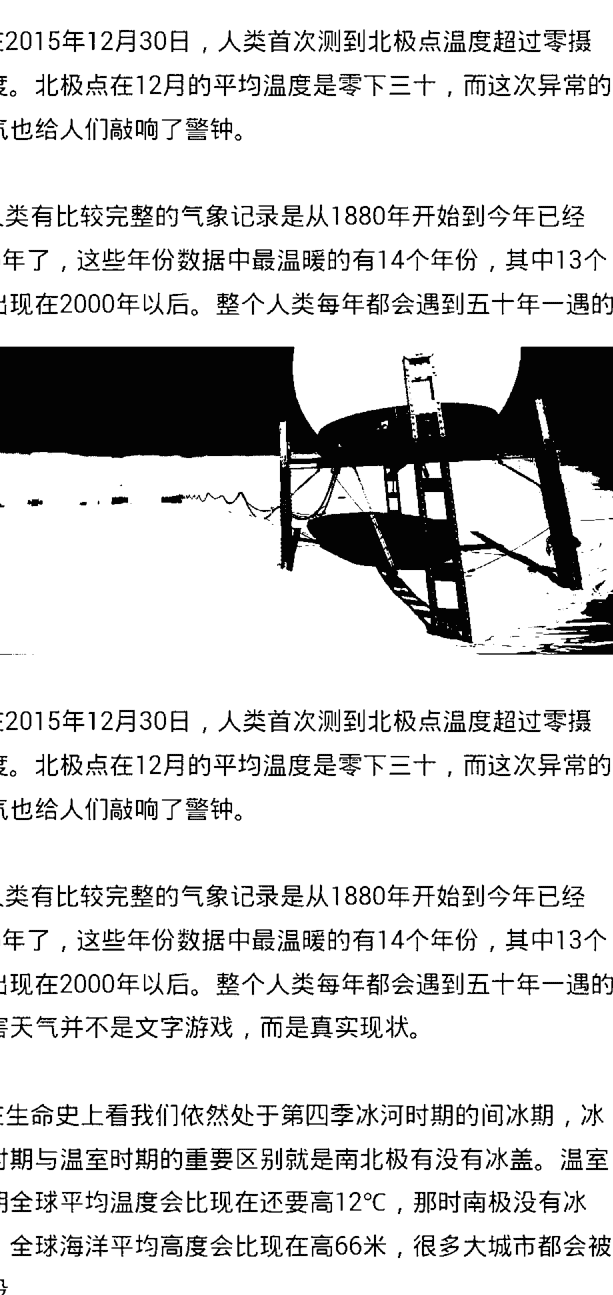 2015年12月30日，人类首次测到北极点温度超过零摄
度。北极点在12月的平均温度是零下三十，而这次异常的
气也给人们敲响了警钟。
人类有比较完整的气象记录是从1880年开始到今年已经
年了，这些年份数据中最温暖的有14个年份，其中13个
出现在2000年以后。整个人类每年都会遇到五十年一遇的
2015年12月30日，人类首次测到北极点温度超过零摄
度。北极点在12月的平均温度是零下三十，而这次异常的
气也给人们敲响了警钟。
人类有比较完整的气象记录是从1880年开始到今年已经
年了，这些年份数据中最温暖的有14个年份，其中13个
出现在2000年以后。整个人类每年都会遇到五十年一遇的
害天气并不是文字游戏，而是真实现状。
生命史上看我们依然处于第四季冰河时期的间冰期，冰
时期与温室时期的重要区别就是南北极有没有冰盖。温室
期全球平均温度会比现在还要高12℃，那时南极没有冰
全球海洋平均高度会比现在高66米，很多大城市都会被